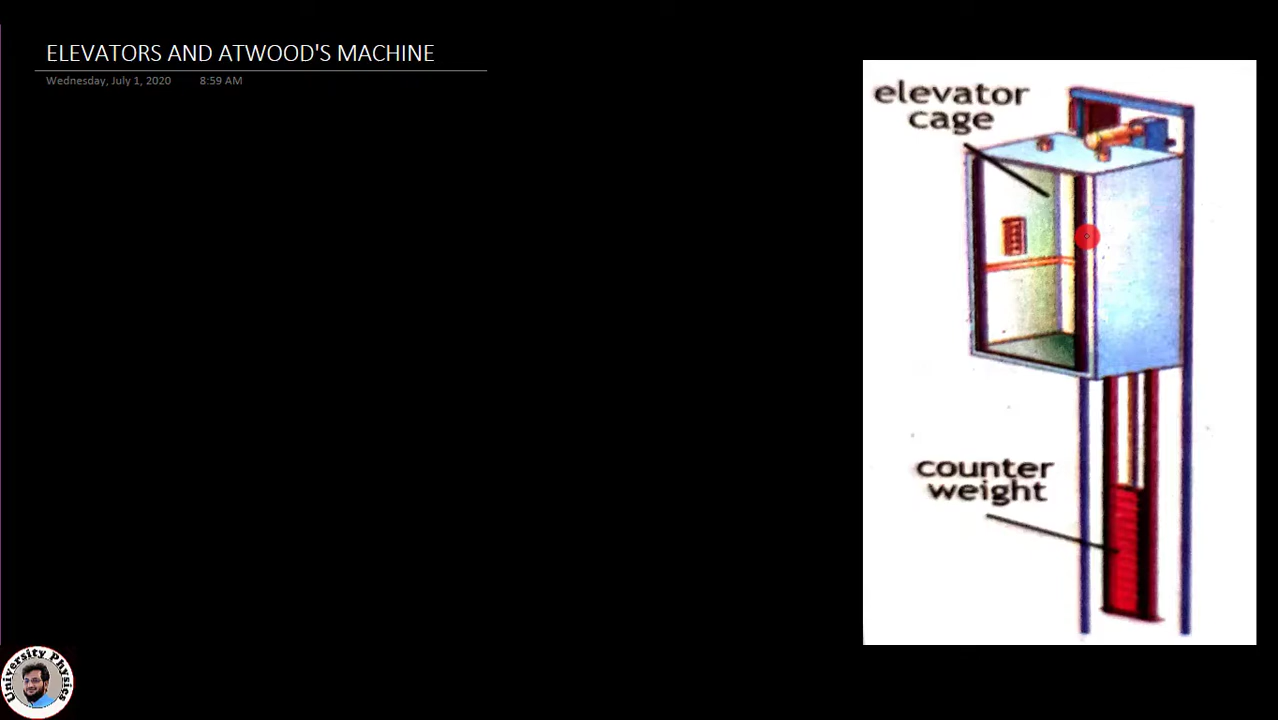 ELEVATORS AND ATWOOD'S MACHINE
Wednesday, July 1, 2020 8:59 AM
elevator
cage
counter
weight
University Physics